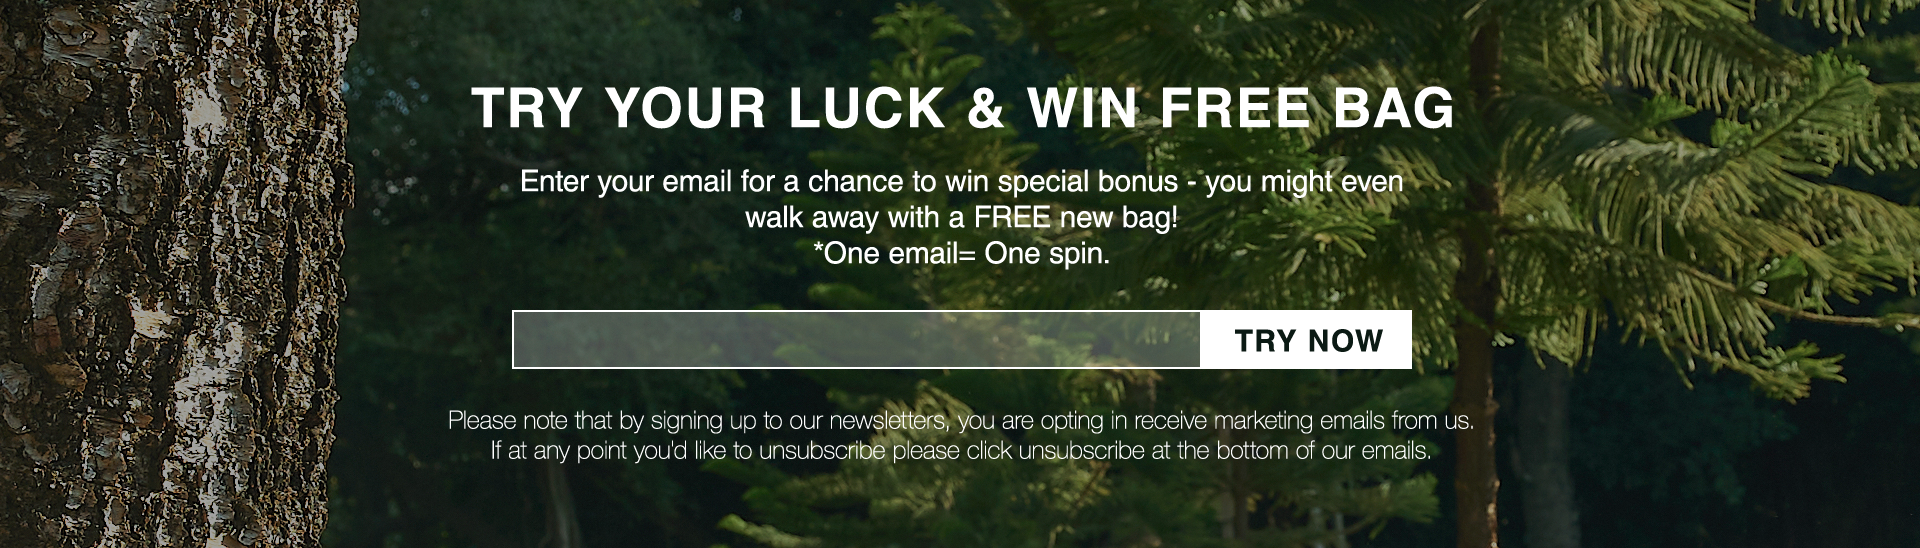 TRY YOUR LUCK & WIN FREE BAG
Enter your email for a chance to win special bonus - you might even
walk away with a FREE new bag!
*One email= One spin.
TRY NOW
Please note that by signing up to our newsletters, you are opting in receive marketing emails from us.
If at any point you'd like to unsubscribe please click unsubscribe at the bottom of our emails.